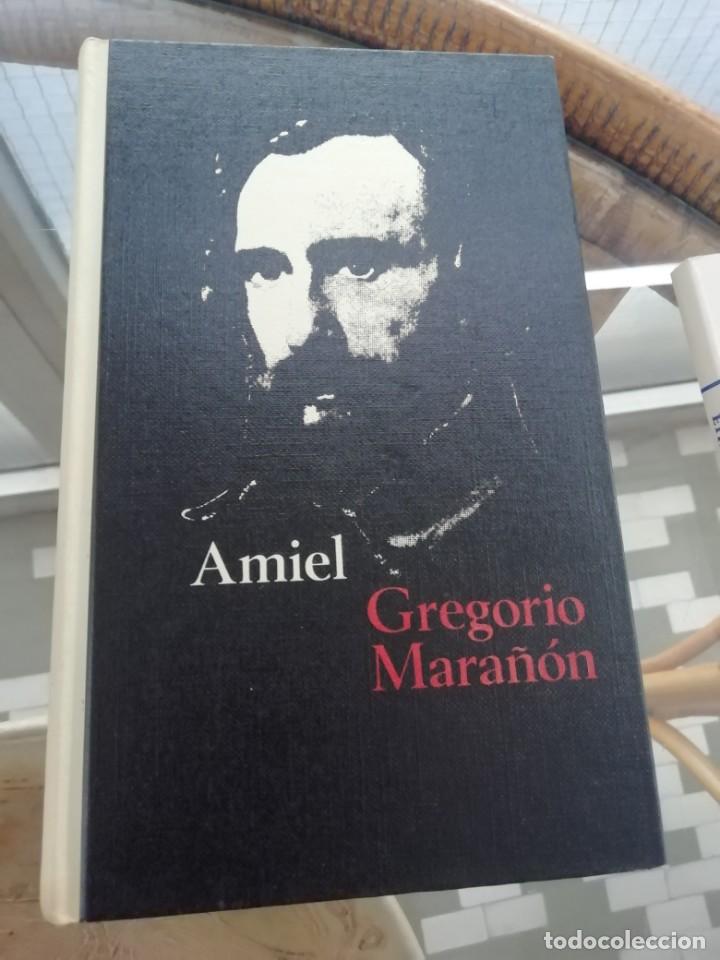 Amiel
Gregorio
Marañón
todocoleccion